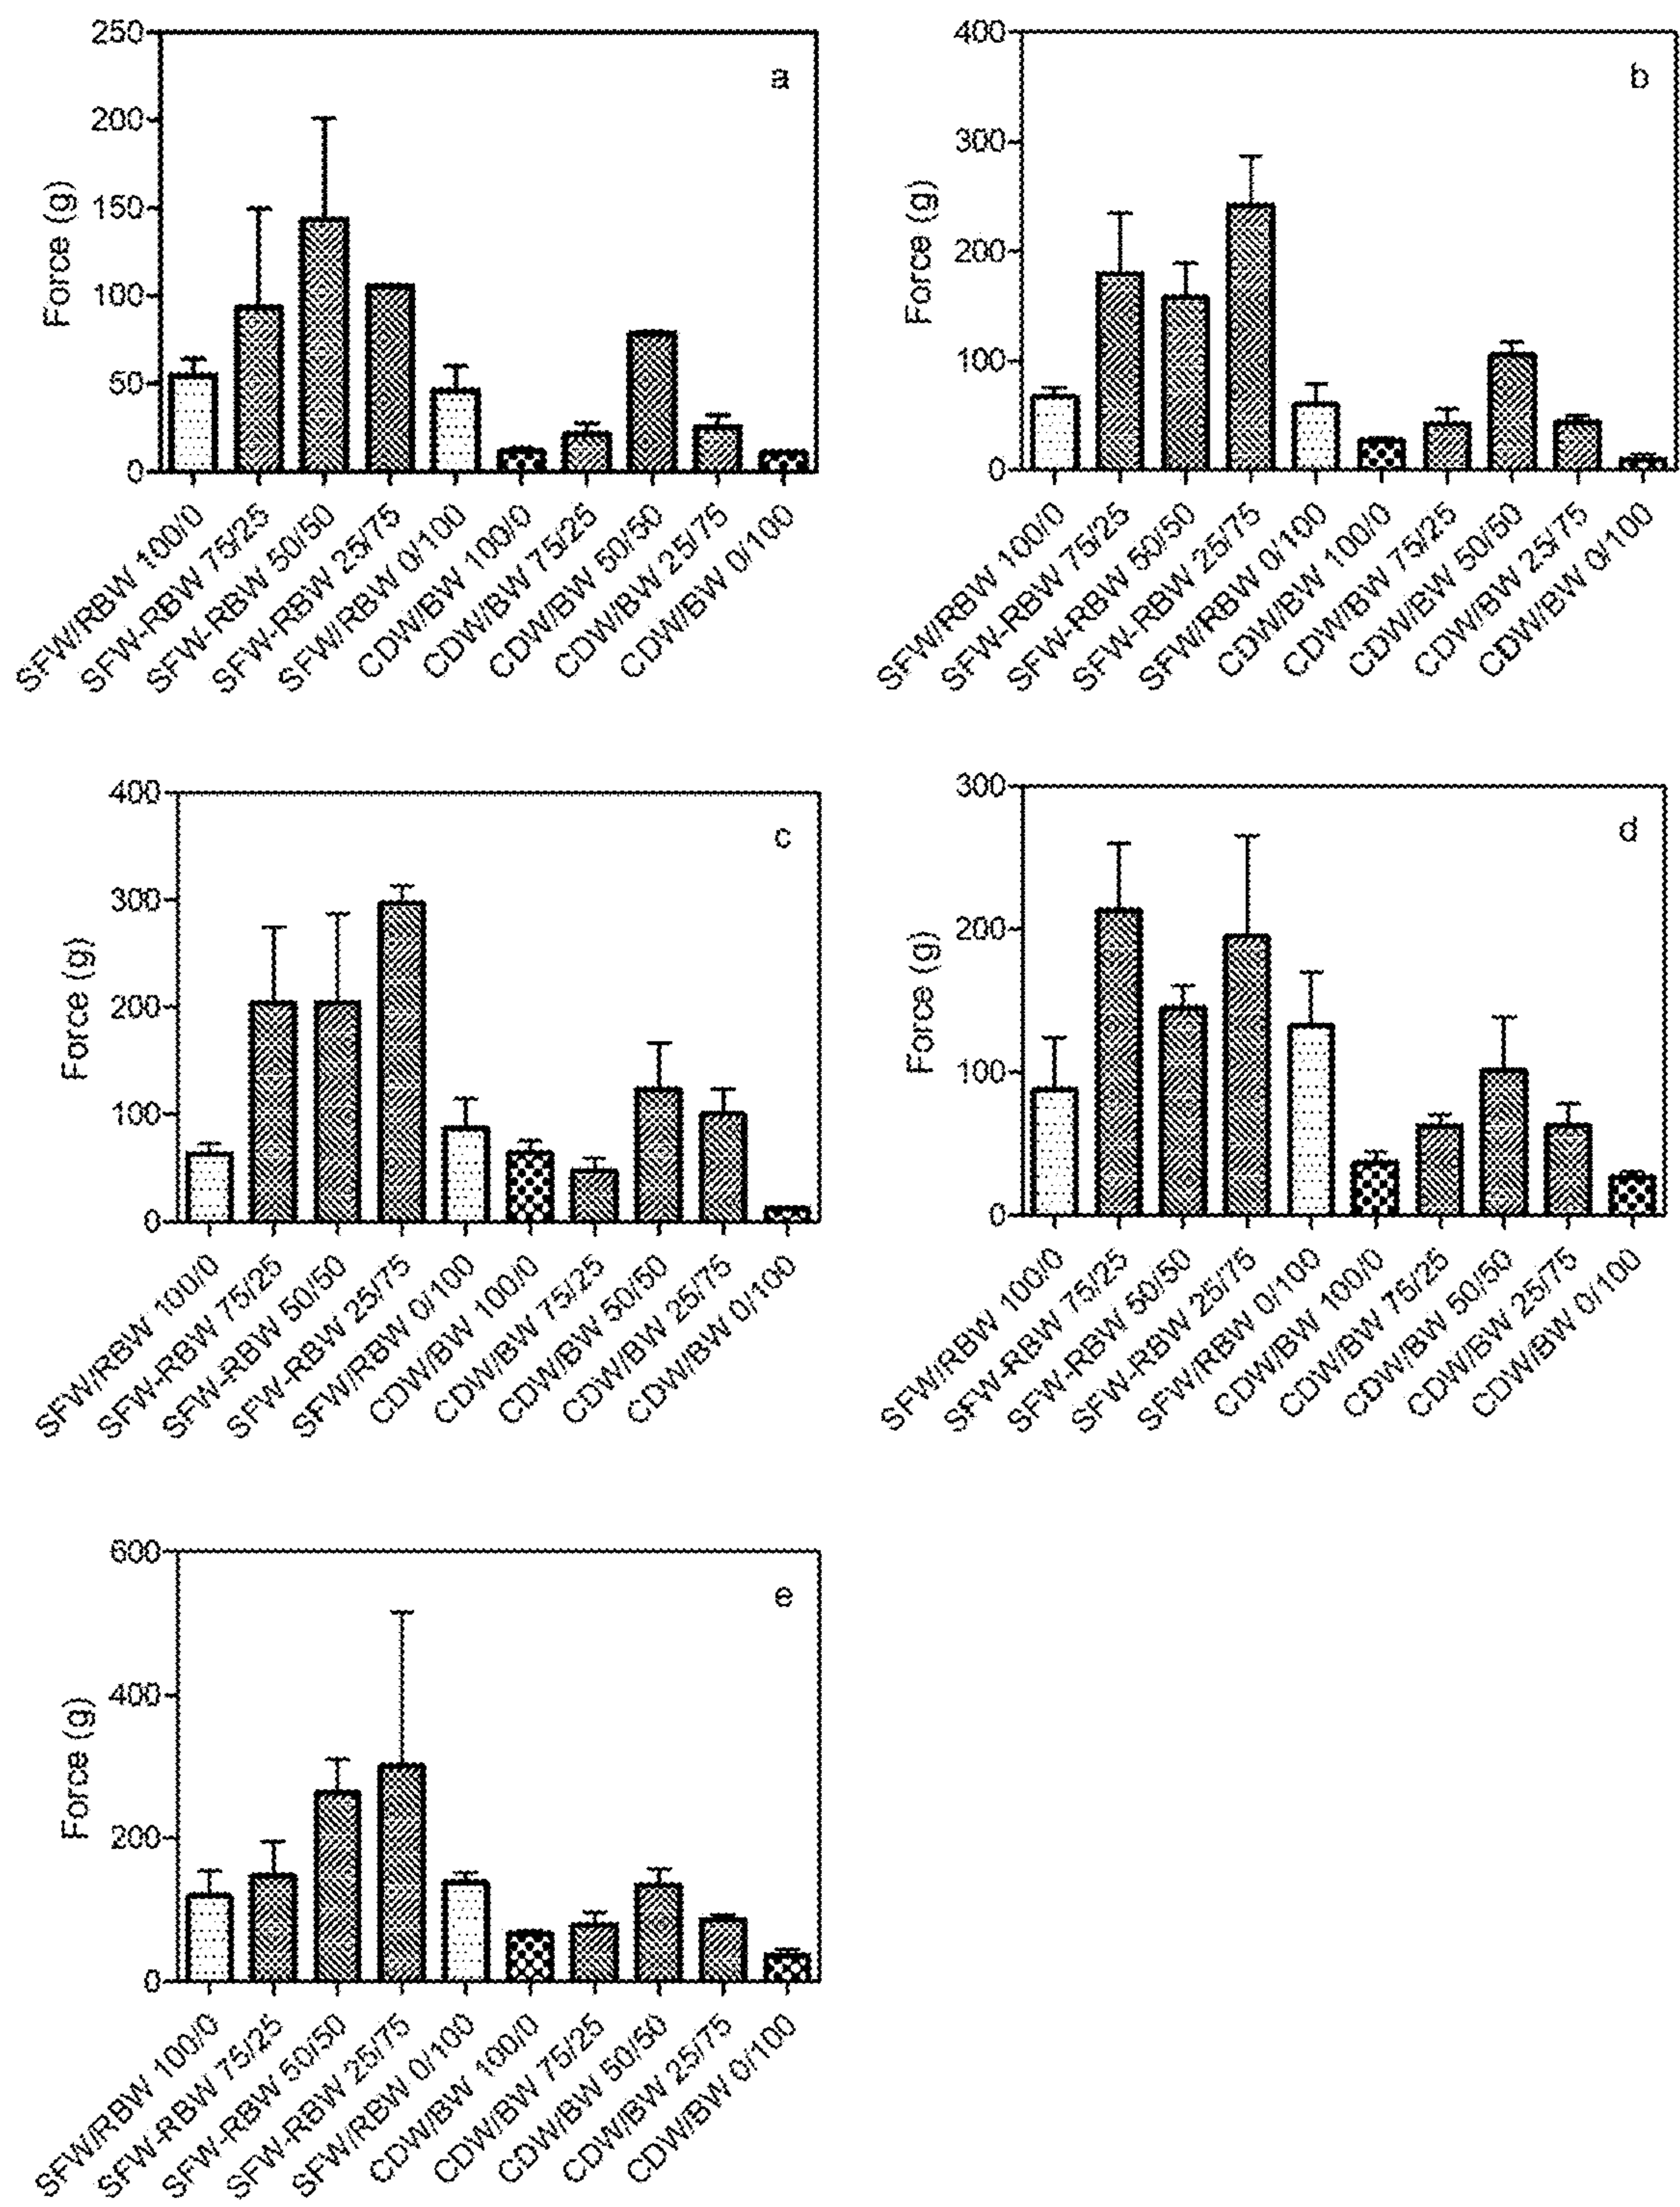 250
200
150
100
50
0
Force (g)
a
SFW/RBW 100/0
SFW-RBW 75/25
SFW-RBW 50/50
SFW-RBW 25/75
SFW/RBW 0/100
CDW/BW 100/0
CDW/BW 75/25
CDW/BW 50/50
CDW/BW 25/75
CDW/BW 0/100
400
300
200
100
0
Force (g)
b
SFW/RBW 100/0
SFW-RBW 75/25
SFW-RBW 50/50
SFW-RBW 25/75
SFW/RBW 0/100
CDW/BW 100/0
CDW/BW 75/25
CDW/BW 50/50
CDW/BW 25/75
CDW/BW 0/100
400
300
200
100
0
Force (g)
c
SFW/RBW 100/0
SFW-RBW 75/25
SFW-RBW 50/50
SFW-RBW 25/75
SFW/RBW 0/100
CDW/BW 100/0
CDW/BW 75/25
CDW/BW 50/50
CDW/BW 25/75
CDW/BW 0/100
300
200
100
0
Force (g)
d
SFW/RBW 100/0
SFW-RBW 75/25
SFW-RBW 50/50
SFW-RBW 25/75
SFW/RBW 0/100
CDW/BW 100/0
CDW/BW 75/25
CDW/BW 50/50
CDW/BW 25/75
CDW/BW 0/100
600
400
200
0
Force (g)
e
SFW/RBW 100/0
SFW-RBW 75/25
SFW-RBW 50/50
SFW-RBW 25/75
SFW/RBW 0/100
CDW/BW 100/0
CDW/BW 75/25
CDW/BW 50/50
CDW/BW 25/75
CDW/BW 0/100